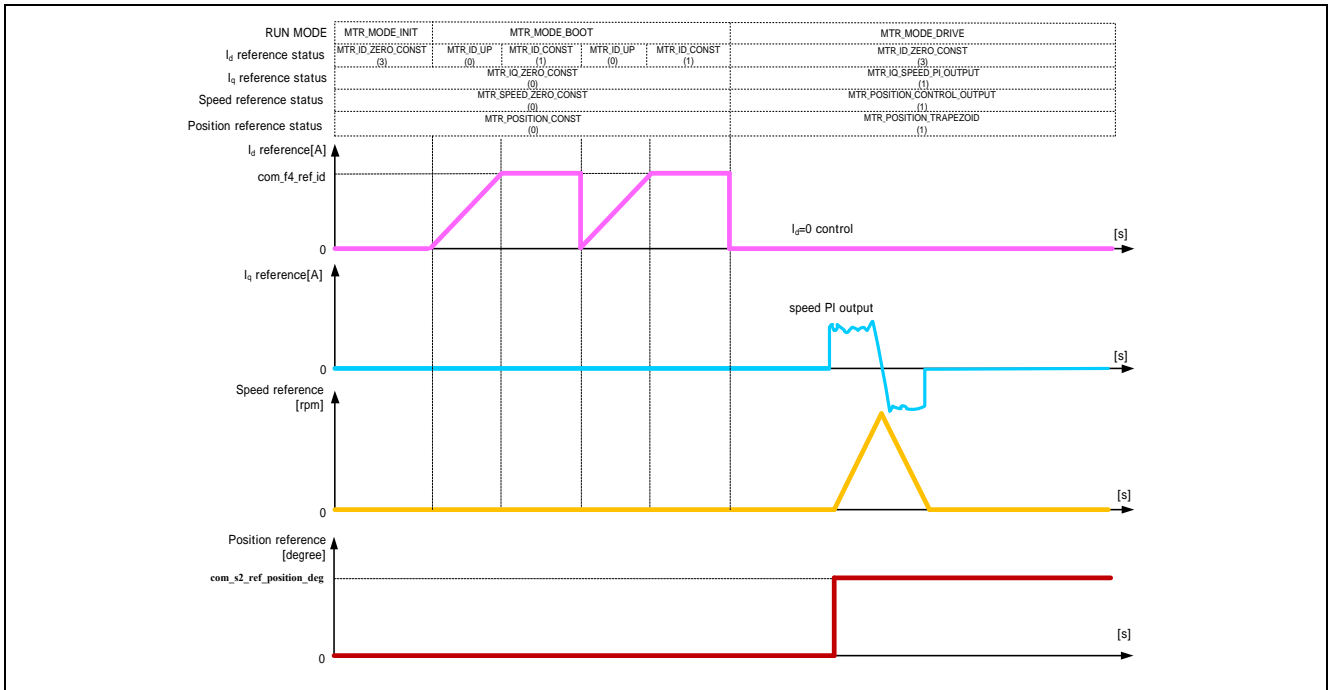 RUN MODE MTR_MODE_INIT MTR_MODE_BOOT MTR_MODE_DRIVE
Id reference status MTR_ID_ZERO_CONST MTR_ID_UP MTR_ID_CONST MTR_ID_UP MTR_ID_CONST MTR_ID_ZERO_CONST
(3) (0) (1) (0) (1) (3)
Iq reference status MTR_IQ_ZERO_CONST MTR_IQ_SPEED_PI_OUTPUT
(0) (1)
Speed reference status MTR_SPEED_ZERO_CONST MTR_POSITION_CONTROL_OUTPUT
(0) (1)
Position reference status MTR_POSITION_CONST MTR_POSITION_TRAPEZOID
(0) (1)
Id reference[A]
com_f4_ref_id
Id=0 control
[s]
0
Iq reference[A]
speed PI output
[s]
0
Speed reference
[rpm]
[s]
0
Position reference
[degree]
com_s2_ref_position_deg
[s]
0